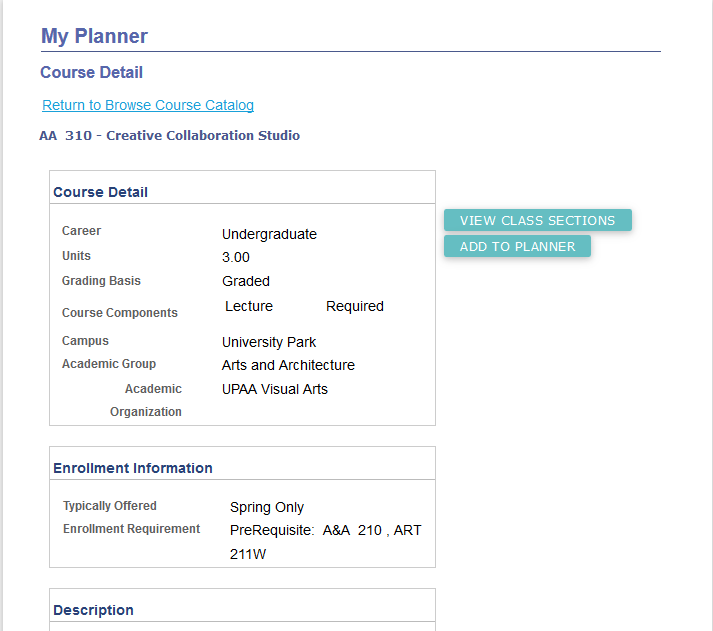 My Planner
Course Detail
Return to Browse Course Catalog
AA  310 - Creative Collaboration Studio
Course Detail
Career Undergraduate
Units 3.00
Grading Basis Graded
Course Components Lecture Required
Campus University Park
Academic Group Arts and Architecture
Academic Organization UPAA Visual Arts
VIEW CLASS SECTIONS
ADD TO PLANNER
Enrollment Information
Typically Offered Spring Only
Enrollment Requirement PreRequisite:  A&A  210 , ART
211W
Description